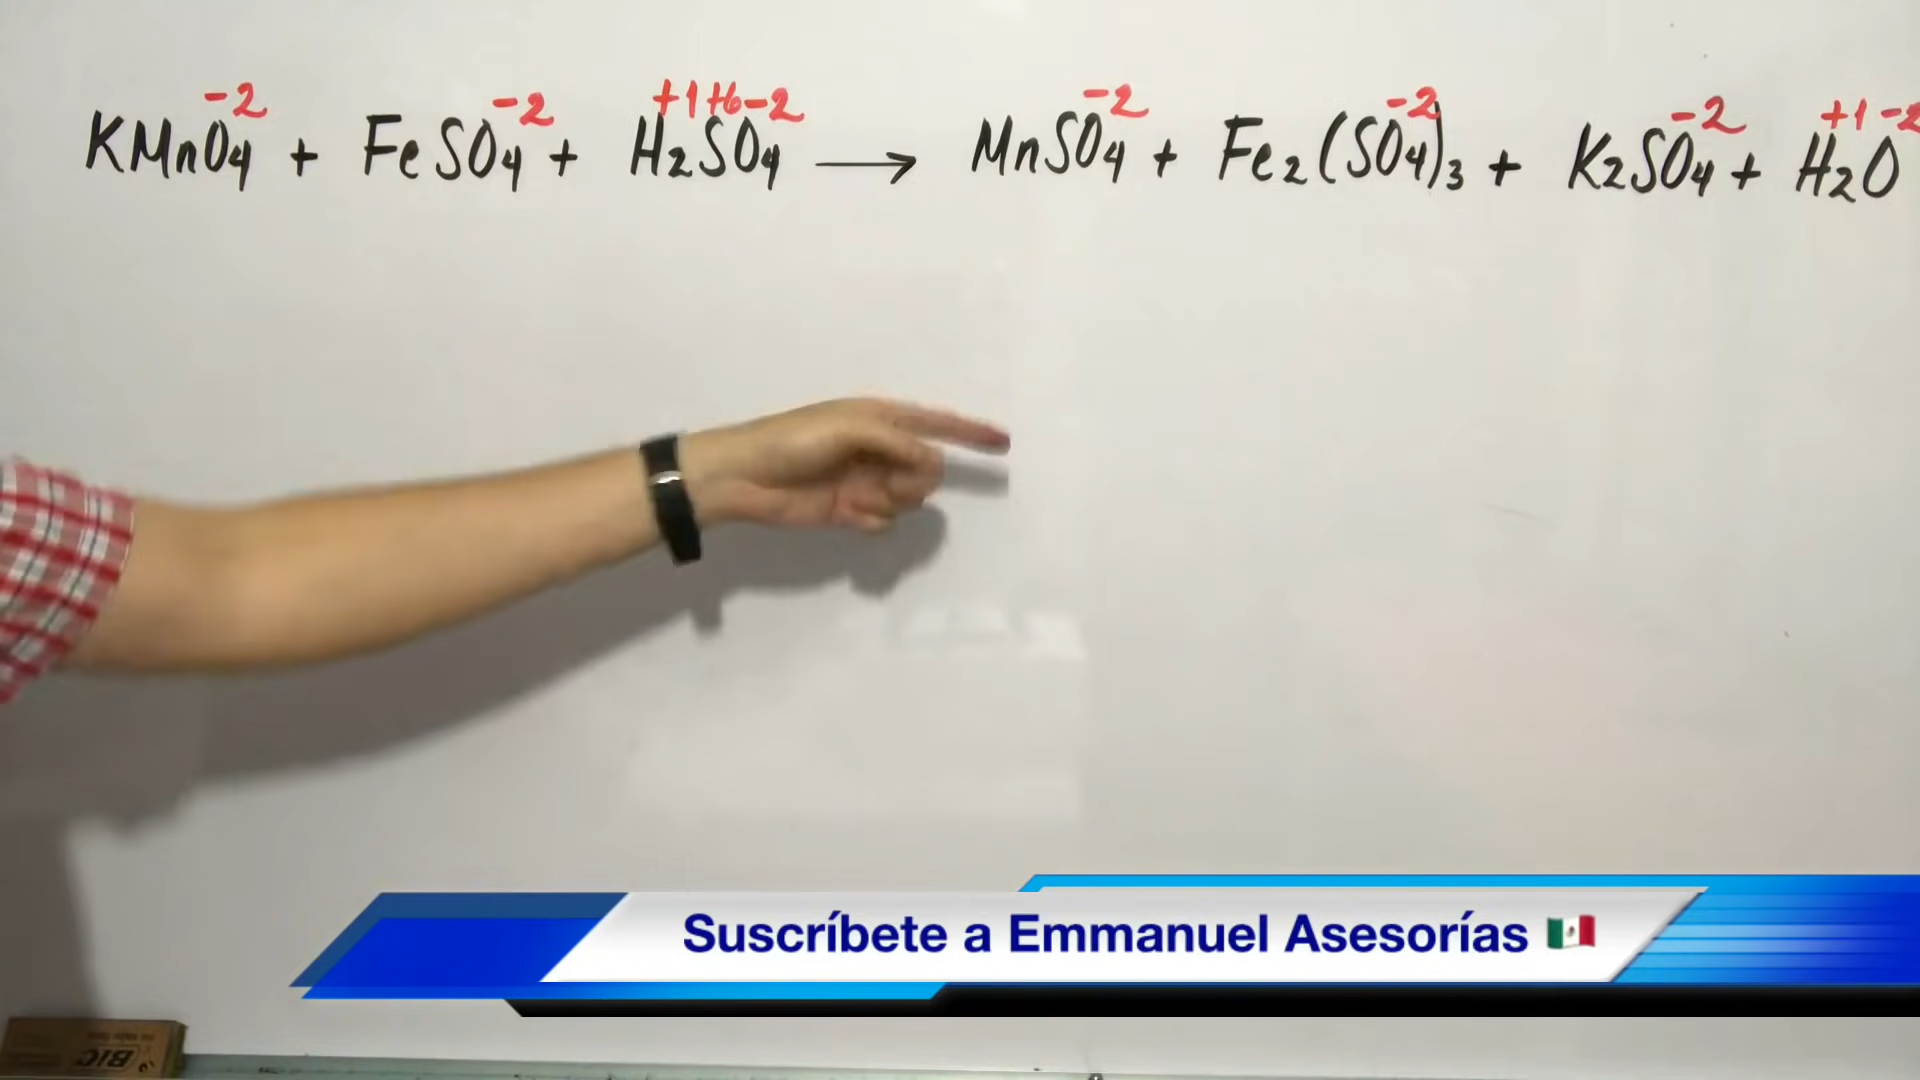 -2 -2 +1+6-2 -2 -2 -2 +1-2
KMnO4 + FeSO4 + H2SO4 → MnSO4 + Fe2(SO4)3 + K2SO4 + H2O
Suscríbete a Emmanuel Asesorías
BIC